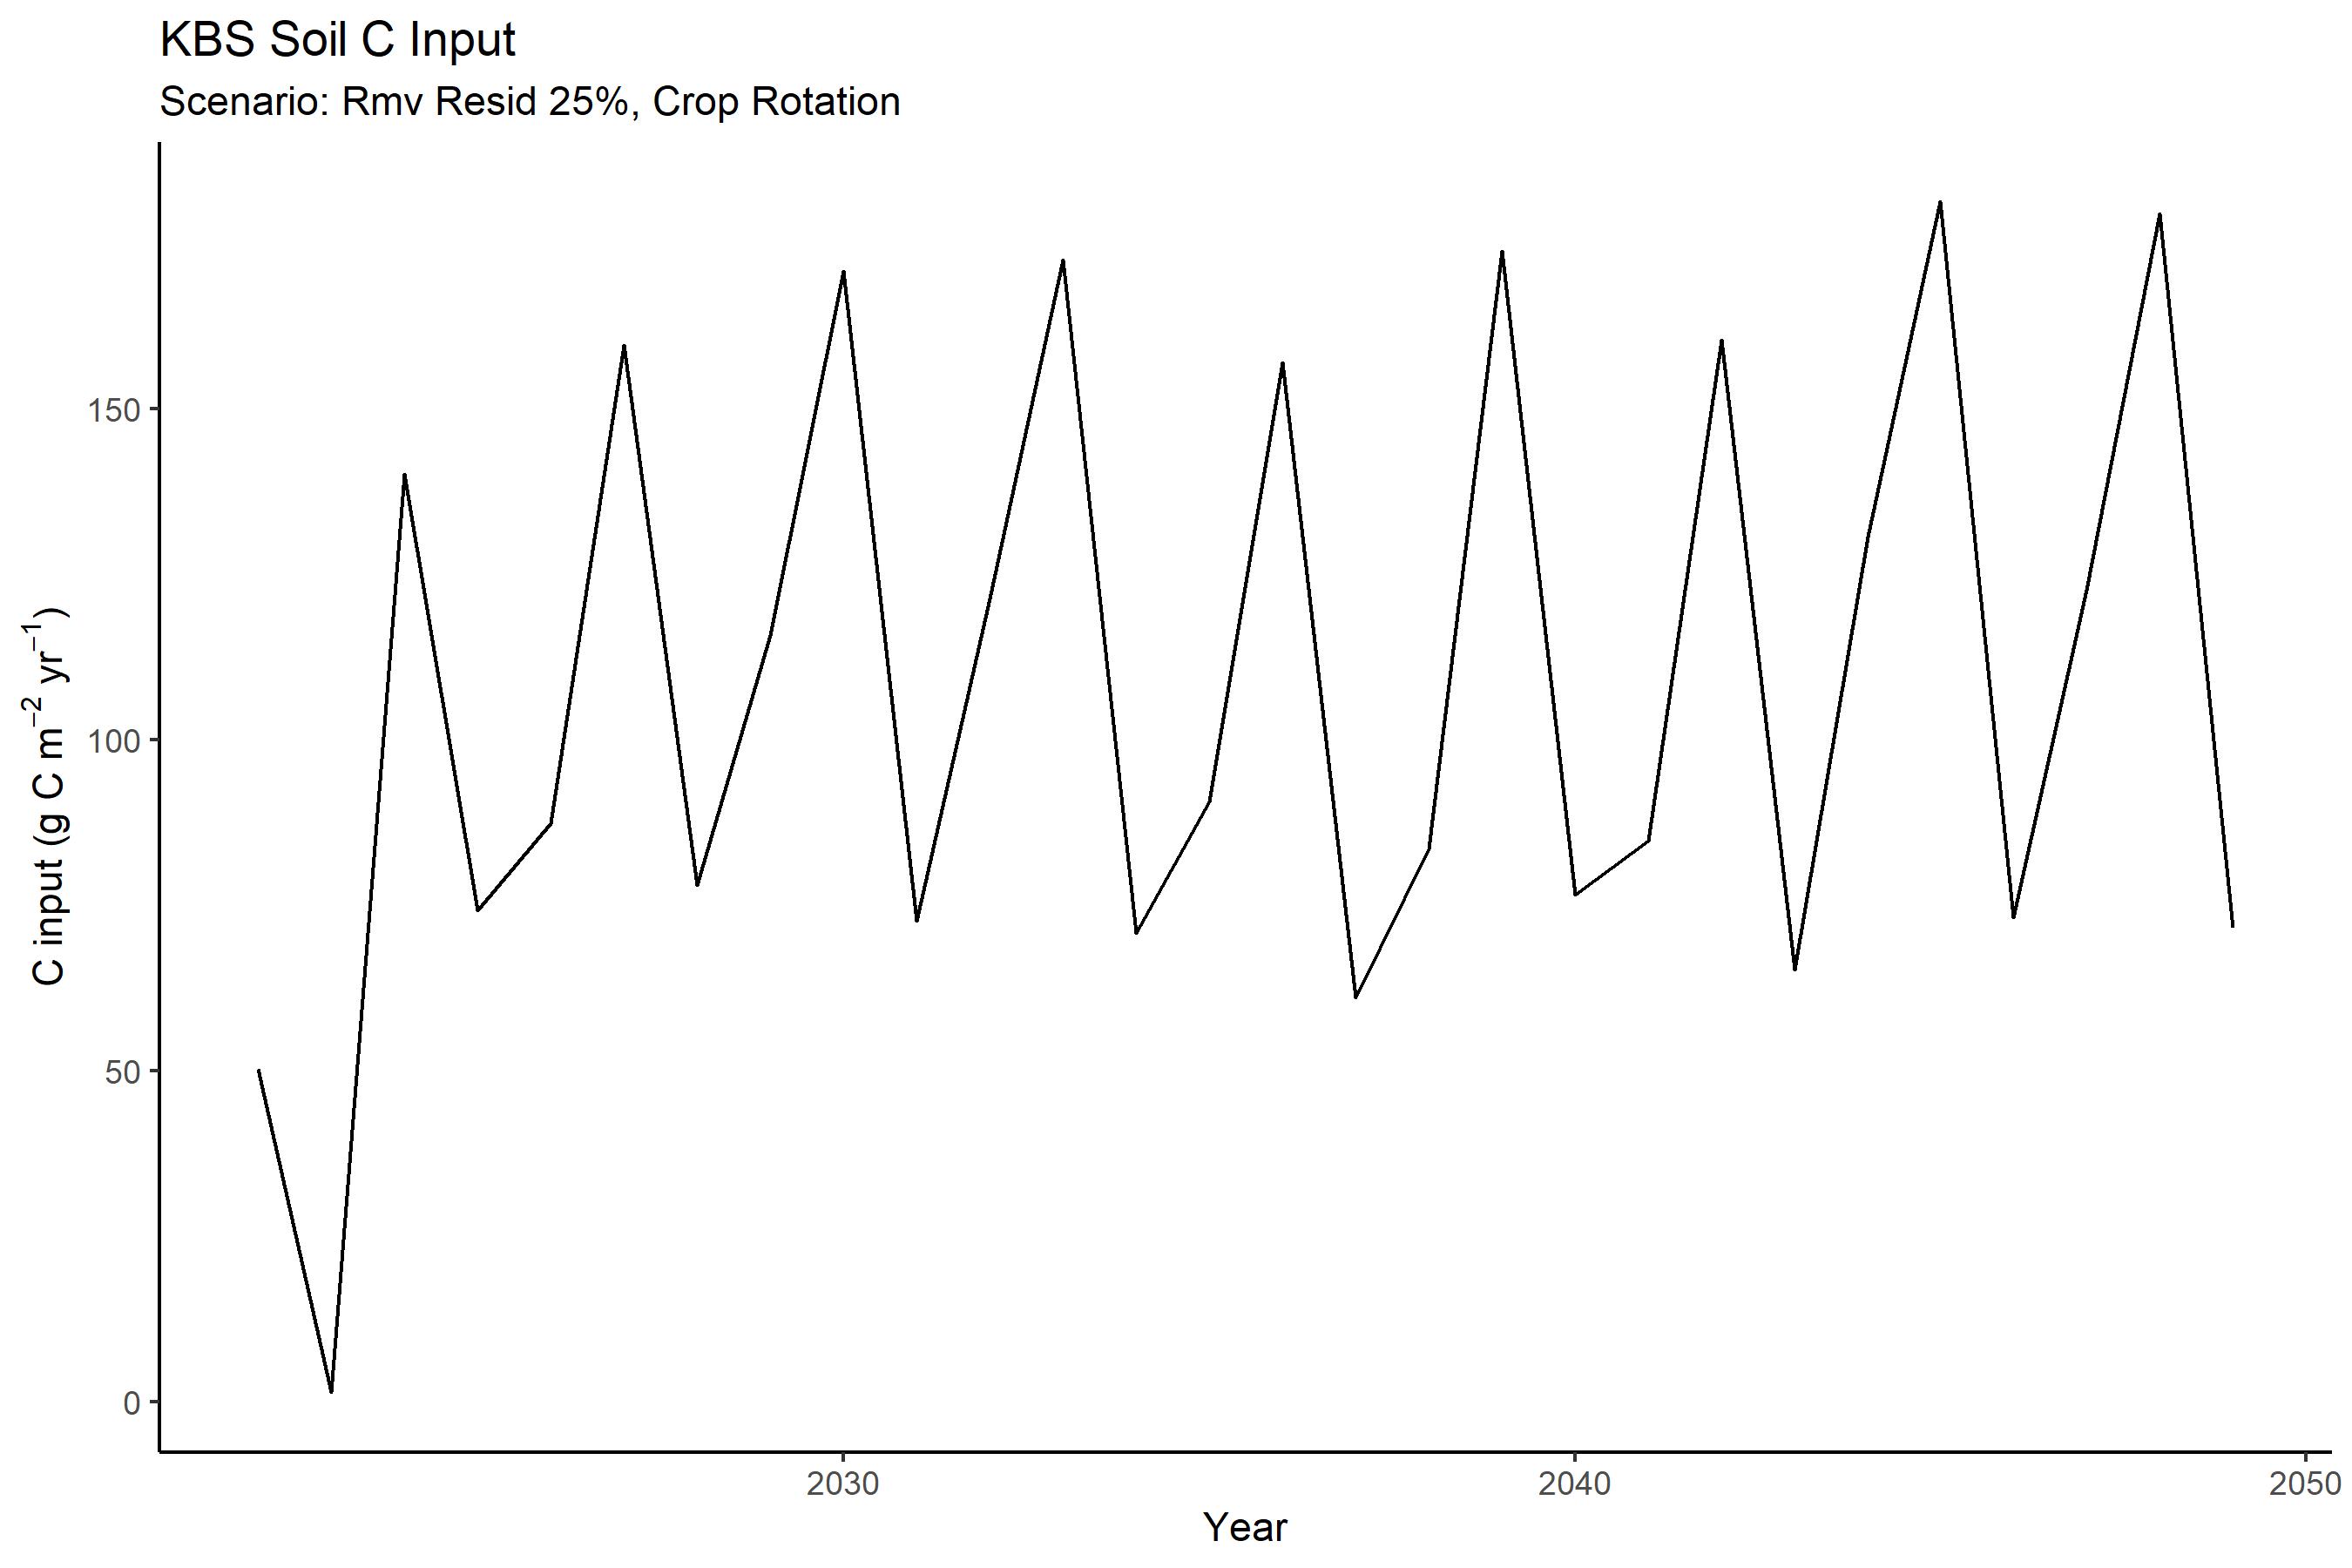 KBS Soil C Input
Scenario: Rmv Resid 25%, Crop Rotation
C input (g C m⁻² yr⁻¹)
150
100
50
0
2030
2040
2050
Year